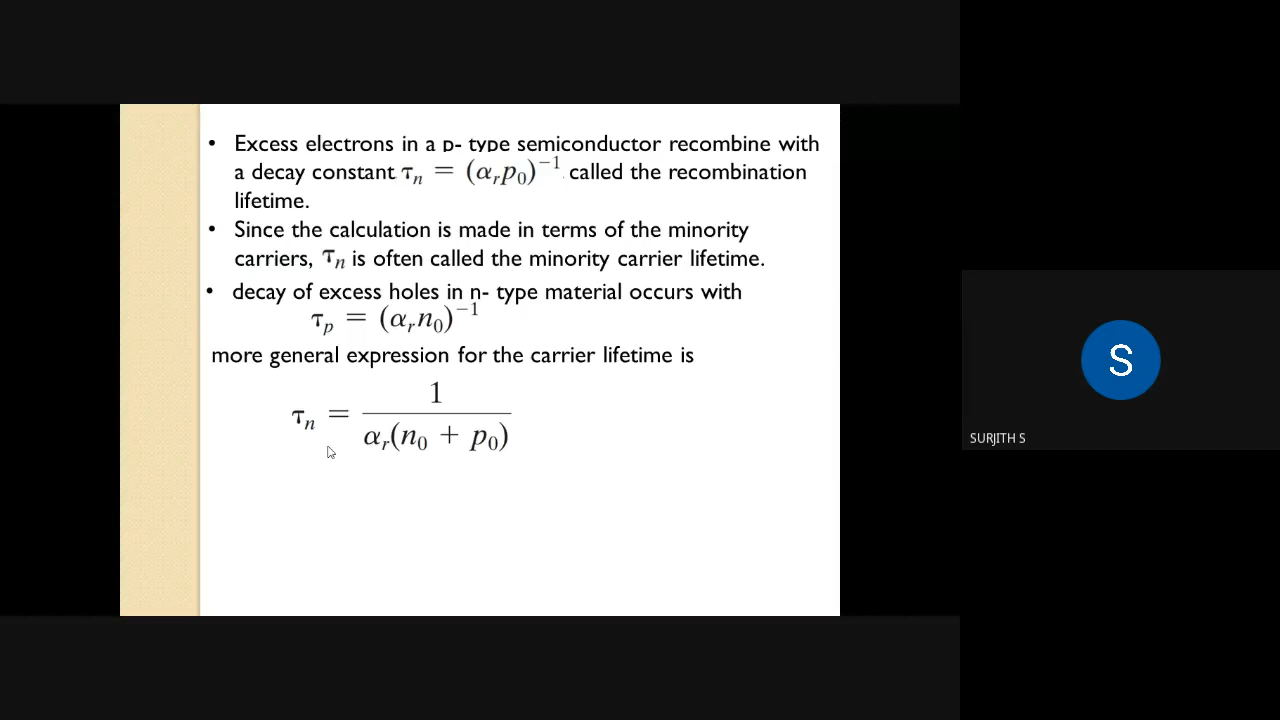 • Excess electrons in a p- type semiconductor recombine with
a decay constant τₙ = (αᵣp₀)⁻¹ called the recombination
lifetime.
• Since the calculation is made in terms of the minority
carriers, τₙ is often called the minority carrier lifetime.
• decay of excess holes in n- type material occurs with
τₚ = (αᵣn₀)⁻¹
more general expression for the carrier lifetime is
τₙ = 1 / αᵣ(n₀ + p₀)
S
SURJITH S